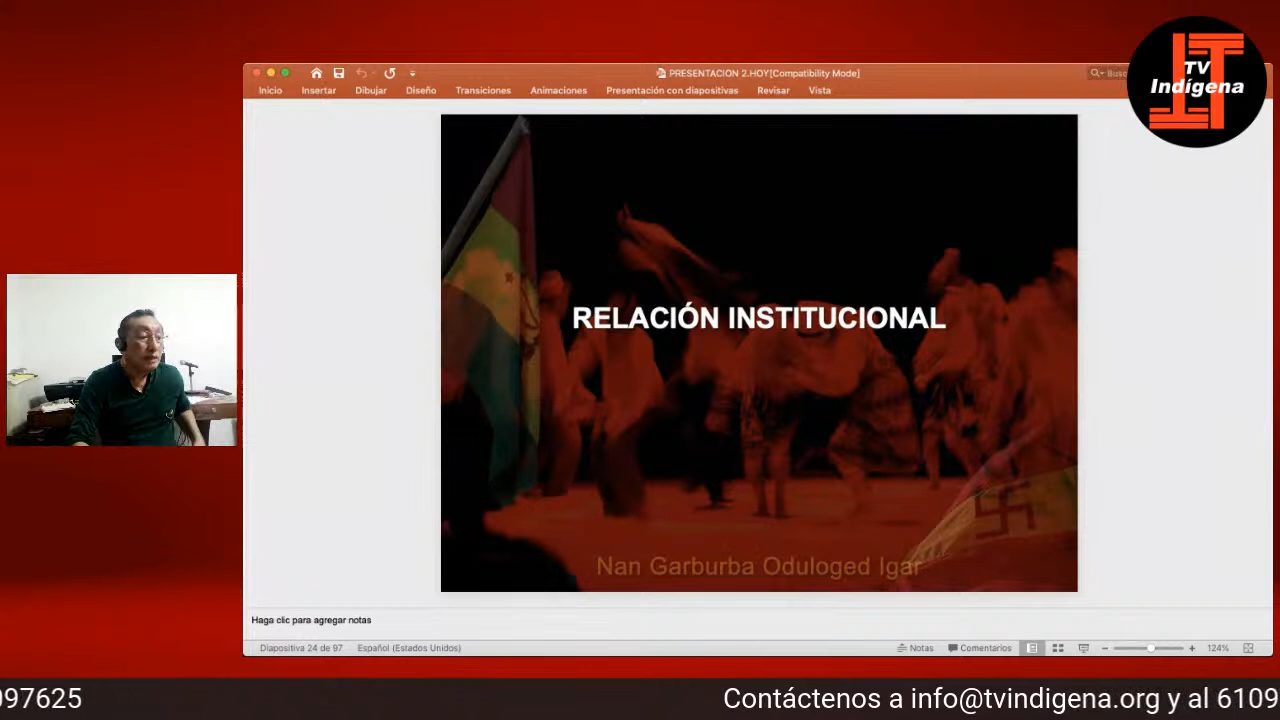 PRESENTACION 2.HOY[Compatibility Mode]
Busc
TV
Indígena
Inicio Insertar Dibujar Diseño Transiciones Animaciones Presentación con diapositivas Revisar Vista
RELACIÓN INSTITUCIONAL
Nan Garburba Oduloged Igar
Haga clic para agregar notas
Diapositiva 24 de 97 Español (Estados Unidos) Notas Comentarios 124%
097625 Contáctenos a info@tvindigena.org y al 6109